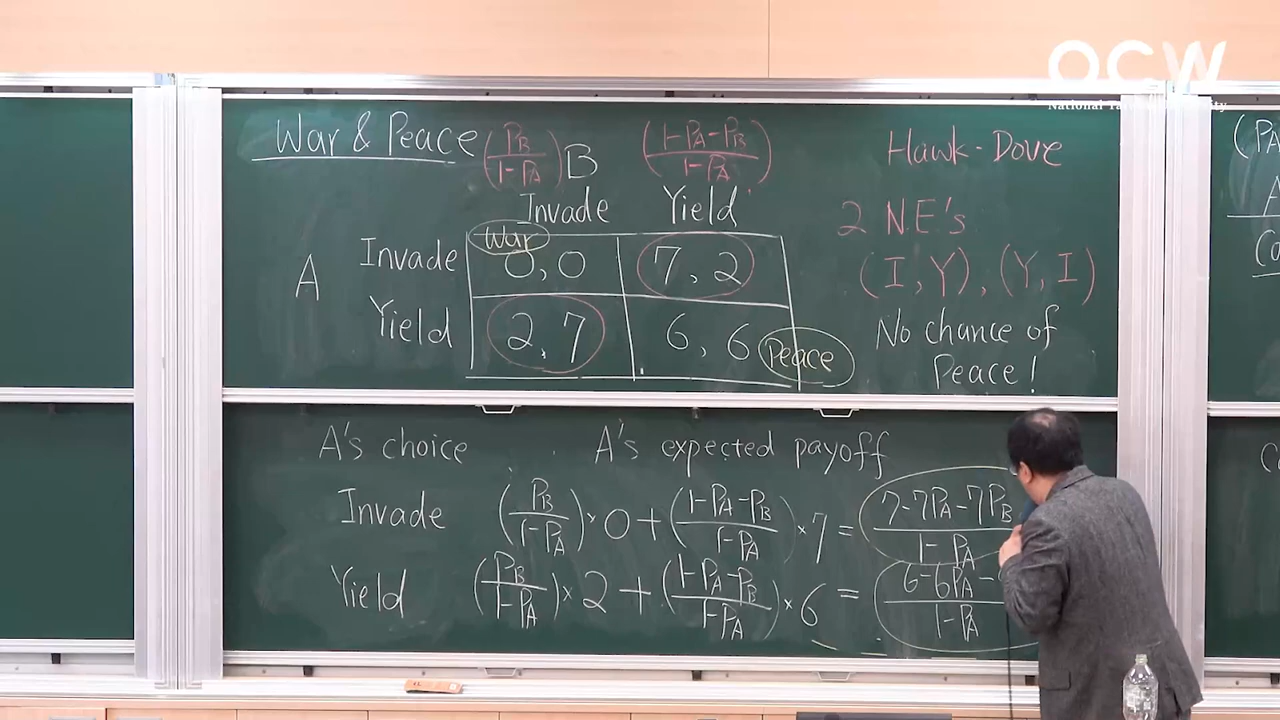 OCW
War & Peace (P_B/(1-P_A)) B ((1-P_A-P_B)/(1-P_A)) Hawk-Dove
Invade Yield
2 N.E's
War
A Invade 0,0 7,2 (I,Y), (Y,I)
Yield 2,7 6,6 Peace
No chance of
Peace!
A's choice A's expected payoff
Invade (P_B/(1-P_A))×0+((1-P_A-P_B)/(1-P_A))×7= (7-7P_A-7P_B)/(1-P_A)
Yield (P_B/(1-P_A))×2+((1-P_A-P_B)/(1-P_A))×6= (6-6P_A-)/(1-P_A)
(P_A
A